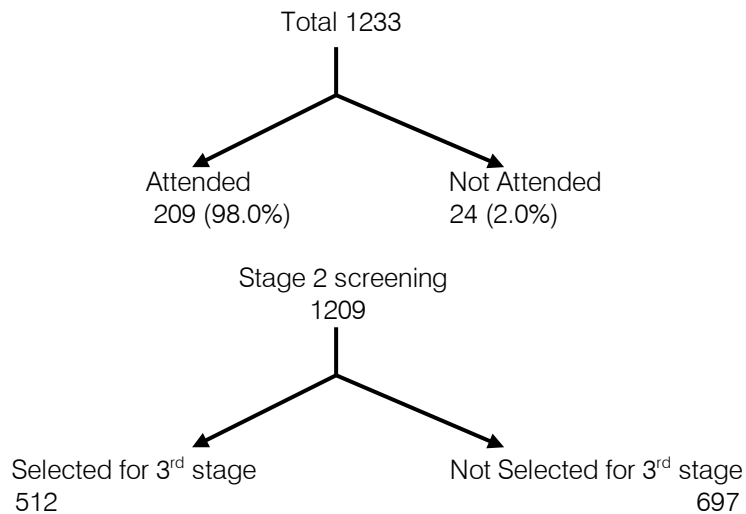 Total 1233
Attended
Not Attended
209 (98.0%)
24 (2.0%)
Stage 2 screening
1209
Selected for 3rd stage
Not Selected for 3rd stage
512
697